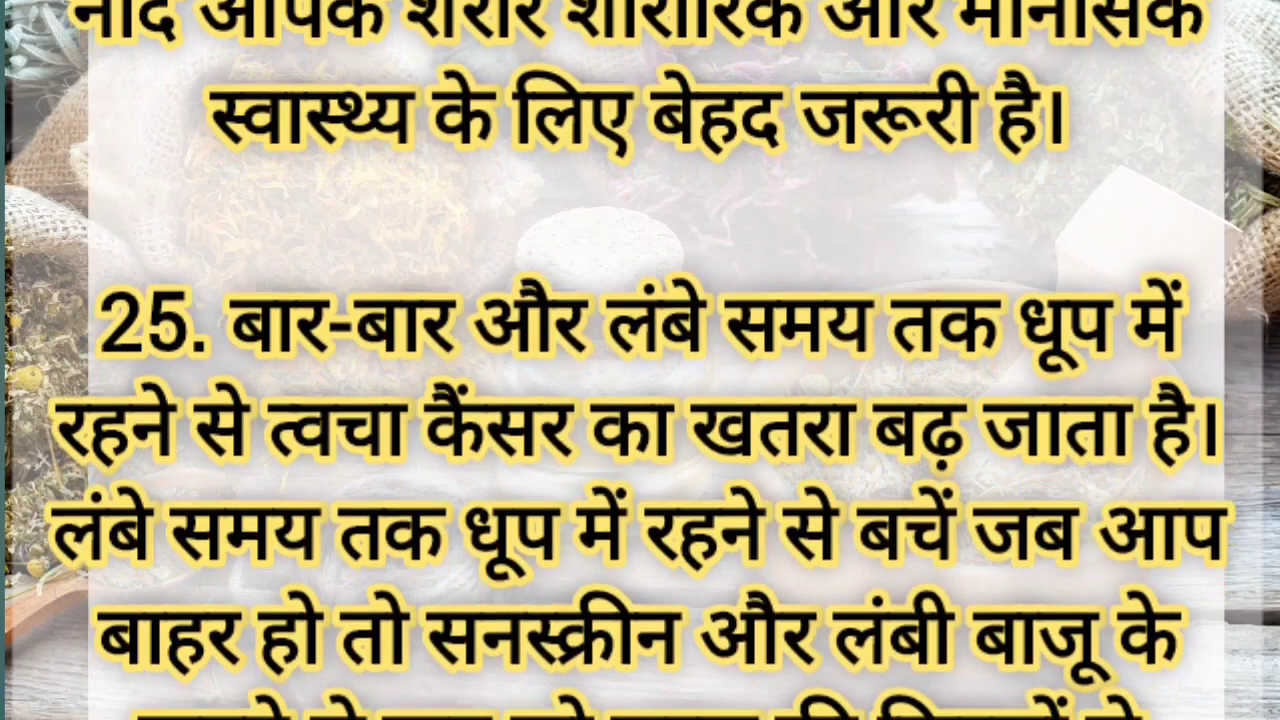 नींद आपके शरीर शारीरिक और मानसिक
स्वास्थ्य के लिए बेहद जरूरी है।
25. बार-बार और लंबे समय तक धूप में
रहने से त्वचा कैंसर का खतरा बढ़ जाता है।
लंबे समय तक धूप में रहने से बचें जब आप
बाहर हो तो सनस्क्रीन और लंबी बाजू के